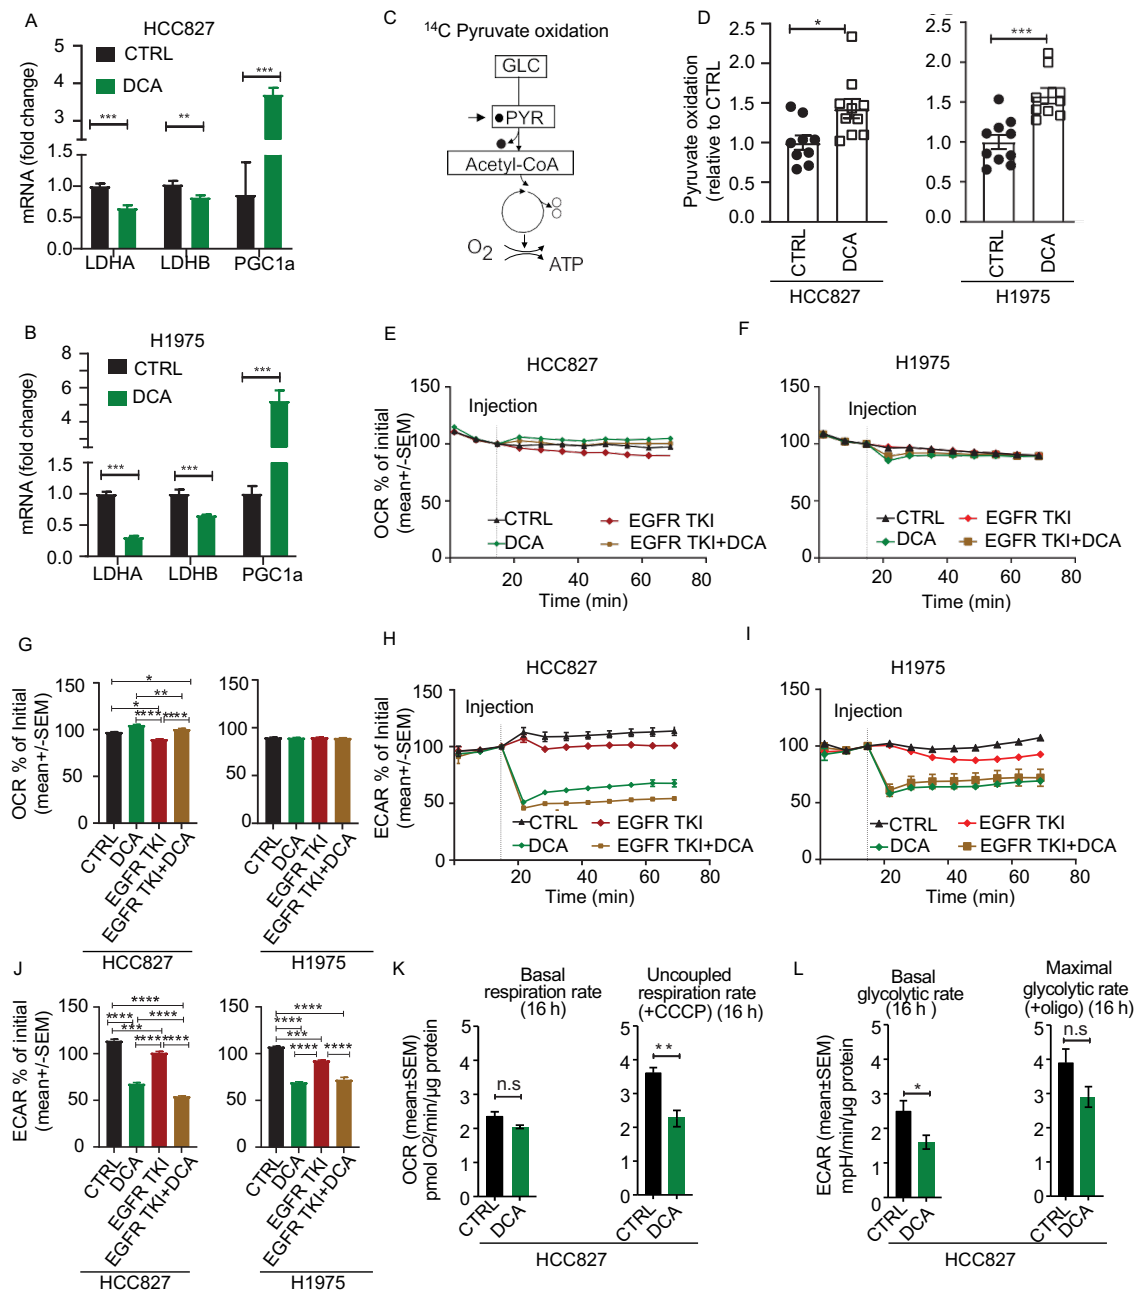 A
HCC827
CTRL
DCA
mRNA (fold change)
5
4
3
2
1.5
1.0
0.5
0.0
***
**
***
LDHA LDHB PGC1a
B
H1975
CTRL
DCA
mRNA (fold change)
8
6
4
2
1.5
1.0
0.5
0.0
***
***
***
LDHA LDHB PGC1a
C
¹⁴C Pyruvate oxidation
GLC
PYR
Acetyl-CoA
O₂
ATP
D
Pyruvate oxidation
(relative to CTRL
2.5
2.0
1.5
1.0
0.5
0.0
*
CTRL
DCA
HCC827
2.5
2.0
1.5
1.0
0.5
0.0
***
CTRL
DCA
H1975
E
HCC827
OCR % of Initial
(mean+/-SEM)
150
100
50
0
Injection
CTRL EGFR TKI
DCA EGFR TKI+DCA
20 40 60 80
Time (min)
F
H1975
150
100
50
0
Injection
CTRL EGFR TKI
DCA EGFR TKI+DCA
20 40 60 80
Time (min)
G
OCR % of Initial
(mean+/-SEM)
150
100
50
0
*
**
*
**** ****
CTRL
DCA
EGFR TKI
EGFR TKI+DCA
HCC827
150
100
50
0
CTRL
DCA
EGFR TKI
EGFR TKI+DCA
H1975
H
HCC827
ECAR % of Initial
(mean+/-SEM)
150
100
50
0
Injection
CTRL EGFR TKI
DCA EGFR TKI+DCA
20 40 60 80
Time (min)
I
H1975
150
100
50
0
Injection
CTRL EGFR TKI
DCA EGFR TKI+DCA
20 40 60 80
Time (min)
J
ECAR % of initial
(mean+/-SEM)
150
100
50
0
****
**** ****
***
**** ****
CTRL
DCA
EGFR TKI
EGFR TKI+DCA
HCC827
150
100
50
0
****
****
***
**** ****
CTRL
DCA
EGFR TKI
EGFR TKI+DCA
H1975
K
Basal
respiration rate
(16 h)
OCR (mean±SEM)
pmol O²/min/µg protein
5
4
3
2
1
0
n.s
CTRL
DCA
Uncoupled
respiration rate
(+CCCP) (16 h)
5
4
3
2
1
0
**
CTRL
DCA
HCC827
L
Basal
glycolytic rate
(16 h )
ECAR (mean±SEM)
mpH/min/µg protein
5
4
3
2
1
0
*
CTRL
DCA
Maximal
glycolytic rate
(+oligo) (16 h)
n.s
5
4
3
2
1
0
CTRL
DCA
HCC827